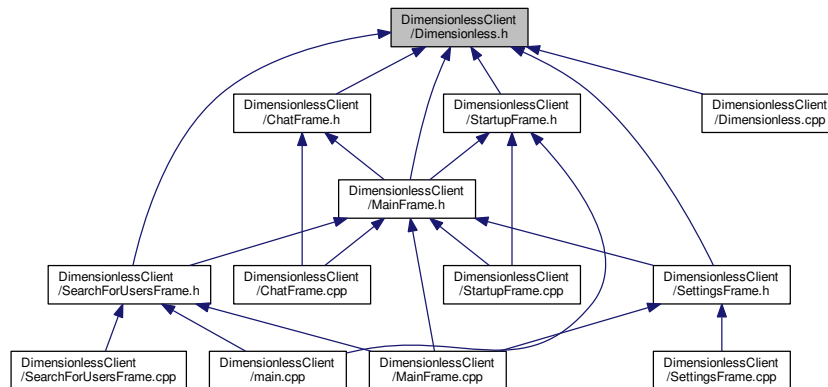 DimensionlessClient
/Dimensionless.h
DimensionlessClient
/ChatFrame.h
DimensionlessClient
/StartupFrame.h
DimensionlessClient
/Dimensionless.cpp
DimensionlessClient
/MainFrame.h
DimensionlessClient
/SearchForUsersFrame.h
DimensionlessClient
/ChatFrame.cpp
DimensionlessClient
/StartupFrame.cpp
DimensionlessClient
/SettingsFrame.h
DimensionlessClient
/SearchForUsersFrame.cpp
DimensionlessClient
/main.cpp
DimensionlessClient
/MainFrame.cpp
DimensionlessClient
/SettingsFrame.cpp